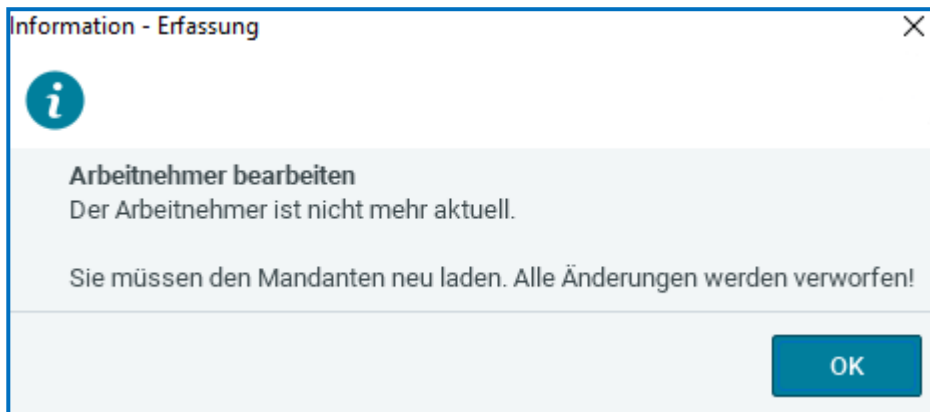 Information - Erfassung
Arbeitnehmer bearbeiten
Der Arbeitnehmer ist nicht mehr aktuell.
Sie müssen den Mandanten neu laden. Alle Änderungen werden verworfen!
OK